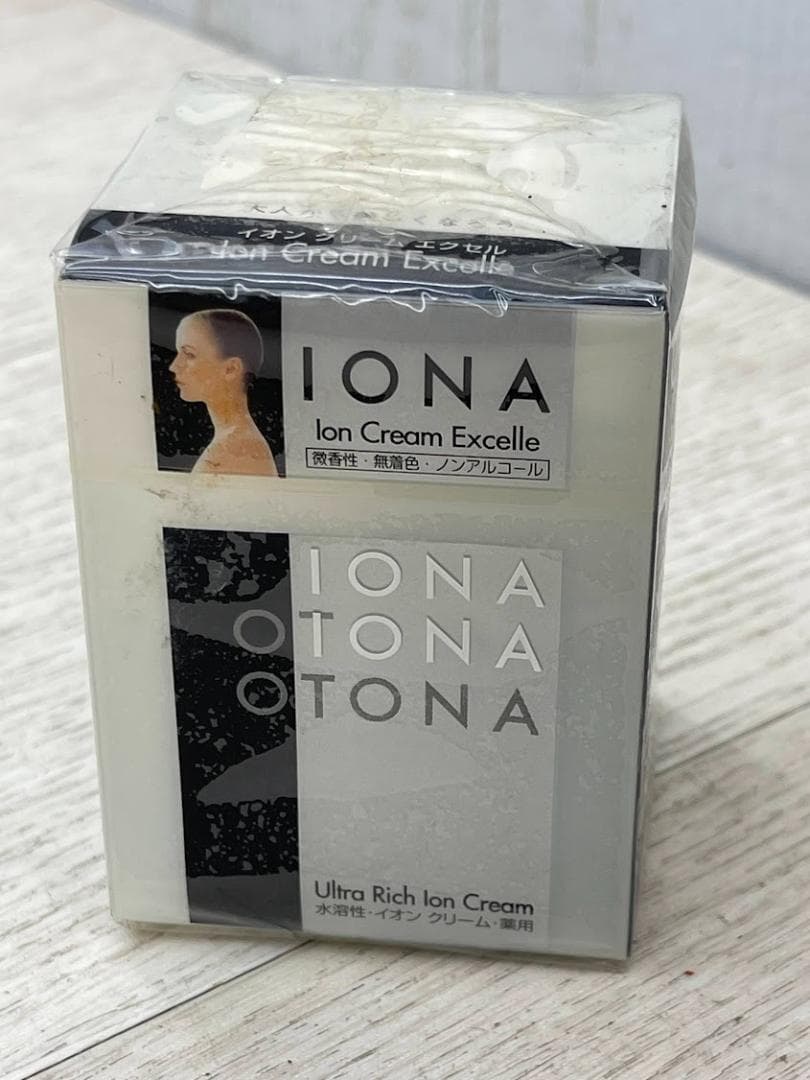 イオン クリーム エクセル
Ion Cream Excelle
IONA
Ion Cream Excelle
微香性・無着色・ノンアルコール
IONA
OTONA
OTONA
Ultra Rich Ion Cream
水溶性・イオン クリーム・薬用